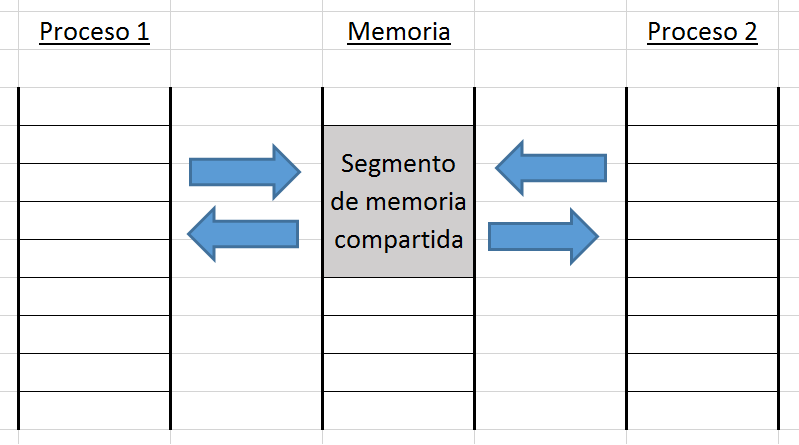 Proceso 1
Memoria
Proceso 2
Segmento
de memoria
compartida